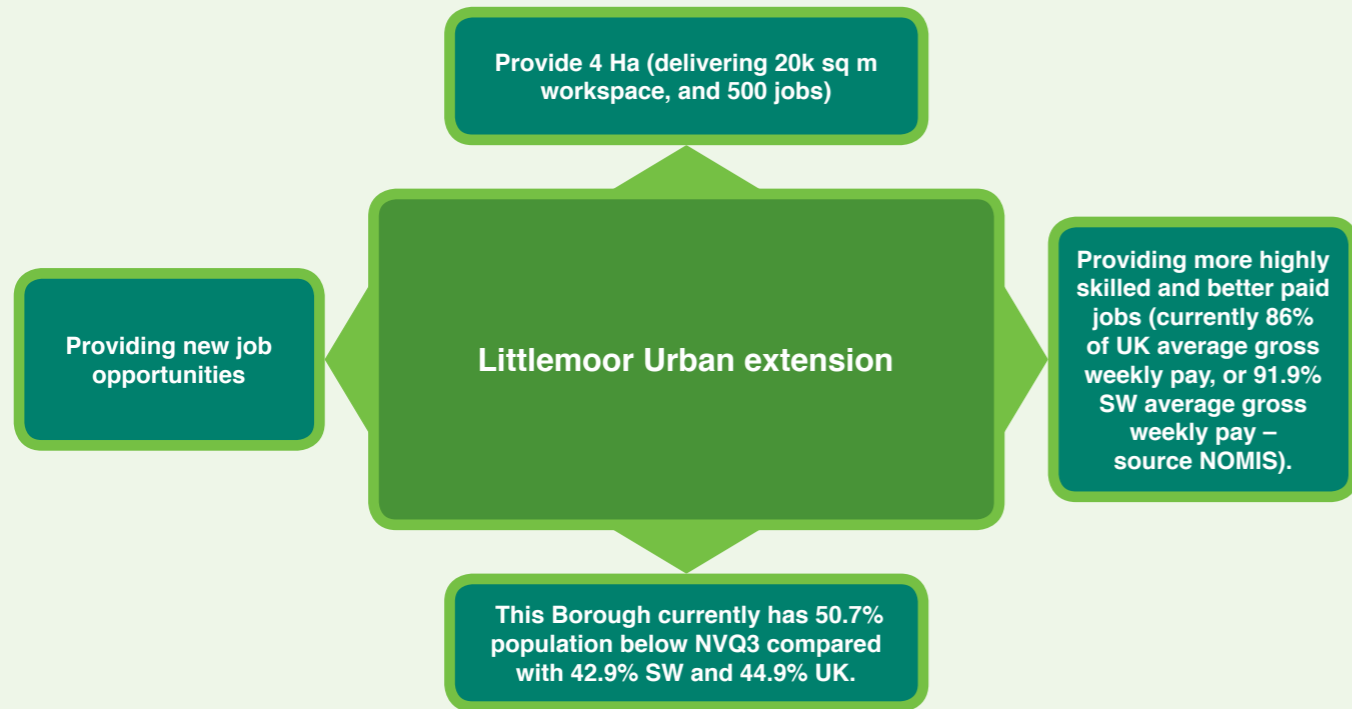 Provide 4 Ha (delivering 20k sq m
workspace, and 500 jobs)
Providing new job
opportunities
Littlemoor Urban extension
Providing more highly
skilled and better paid
jobs (currently 86%
of UK average gross
weekly pay, or 91.9%
SW average gross
weekly pay –
source NOMIS).
This Borough currently has 50.7%
population below NVQ3 compared
with 42.9% SW and 44.9% UK.